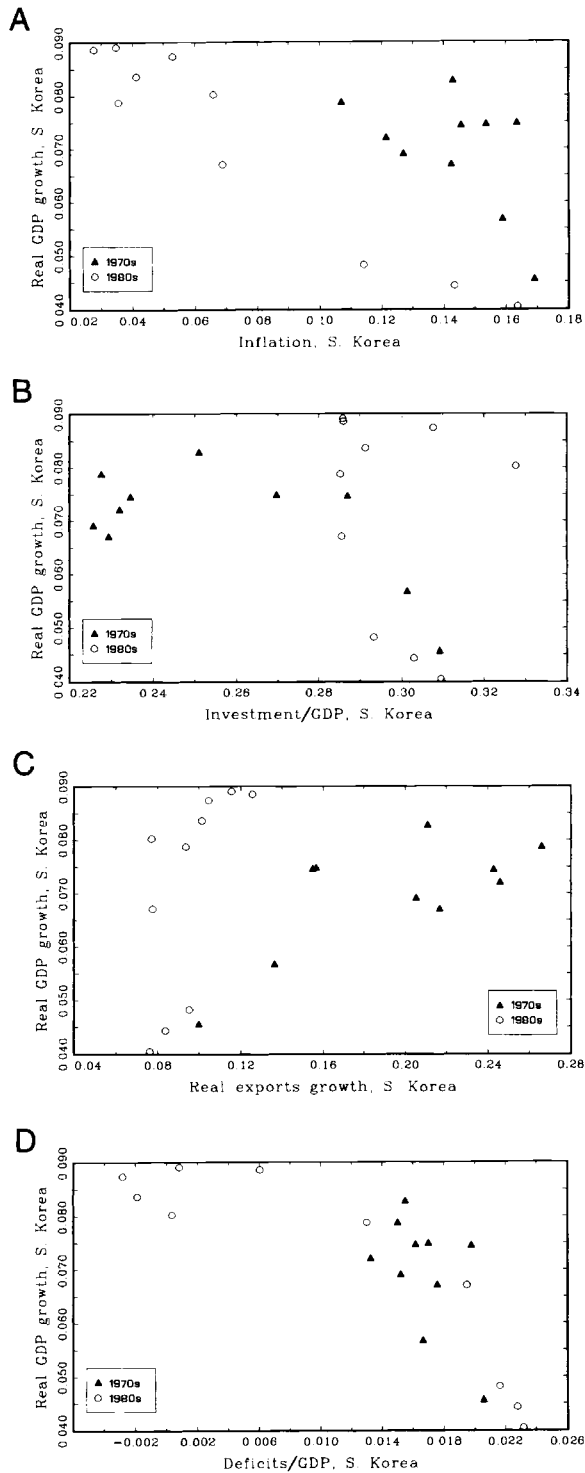 A
Real GDP growth, S. Korea
0.090
0.080
0.070
0.060
0.050
0.040
▲ 1970s
○ 1980s
0.02 0.04 0.06 0.08 0.10 0.12 0.14 0.16 0.18
Inflation, S. Korea
B
Real GDP growth, S. Korea
0.090
0.080
0.070
0.060
0.050
0.040
▲ 1970s
○ 1980s
0.22 0.24 0.26 0.28 0.30 0.32 0.34
Investment/GDP, S. Korea
C
Real GDP growth, S. Korea
0.090
0.080
0.070
0.060
0.050
0.040
▲ 1970s
○ 1980s
0.04 0.08 0.12 0.16 0.20 0.24 0.28
Real exports growth, S Korea
D
Real GDP growth, S. Korea
0.090
0.080
0.070
0.060
0.050
0.040
▲ 1970s
○ 1980s
-0.002 0.002 0.006 0.010 0.014 0.018 0.022 0.026
Deficits/GDP, S. Korea